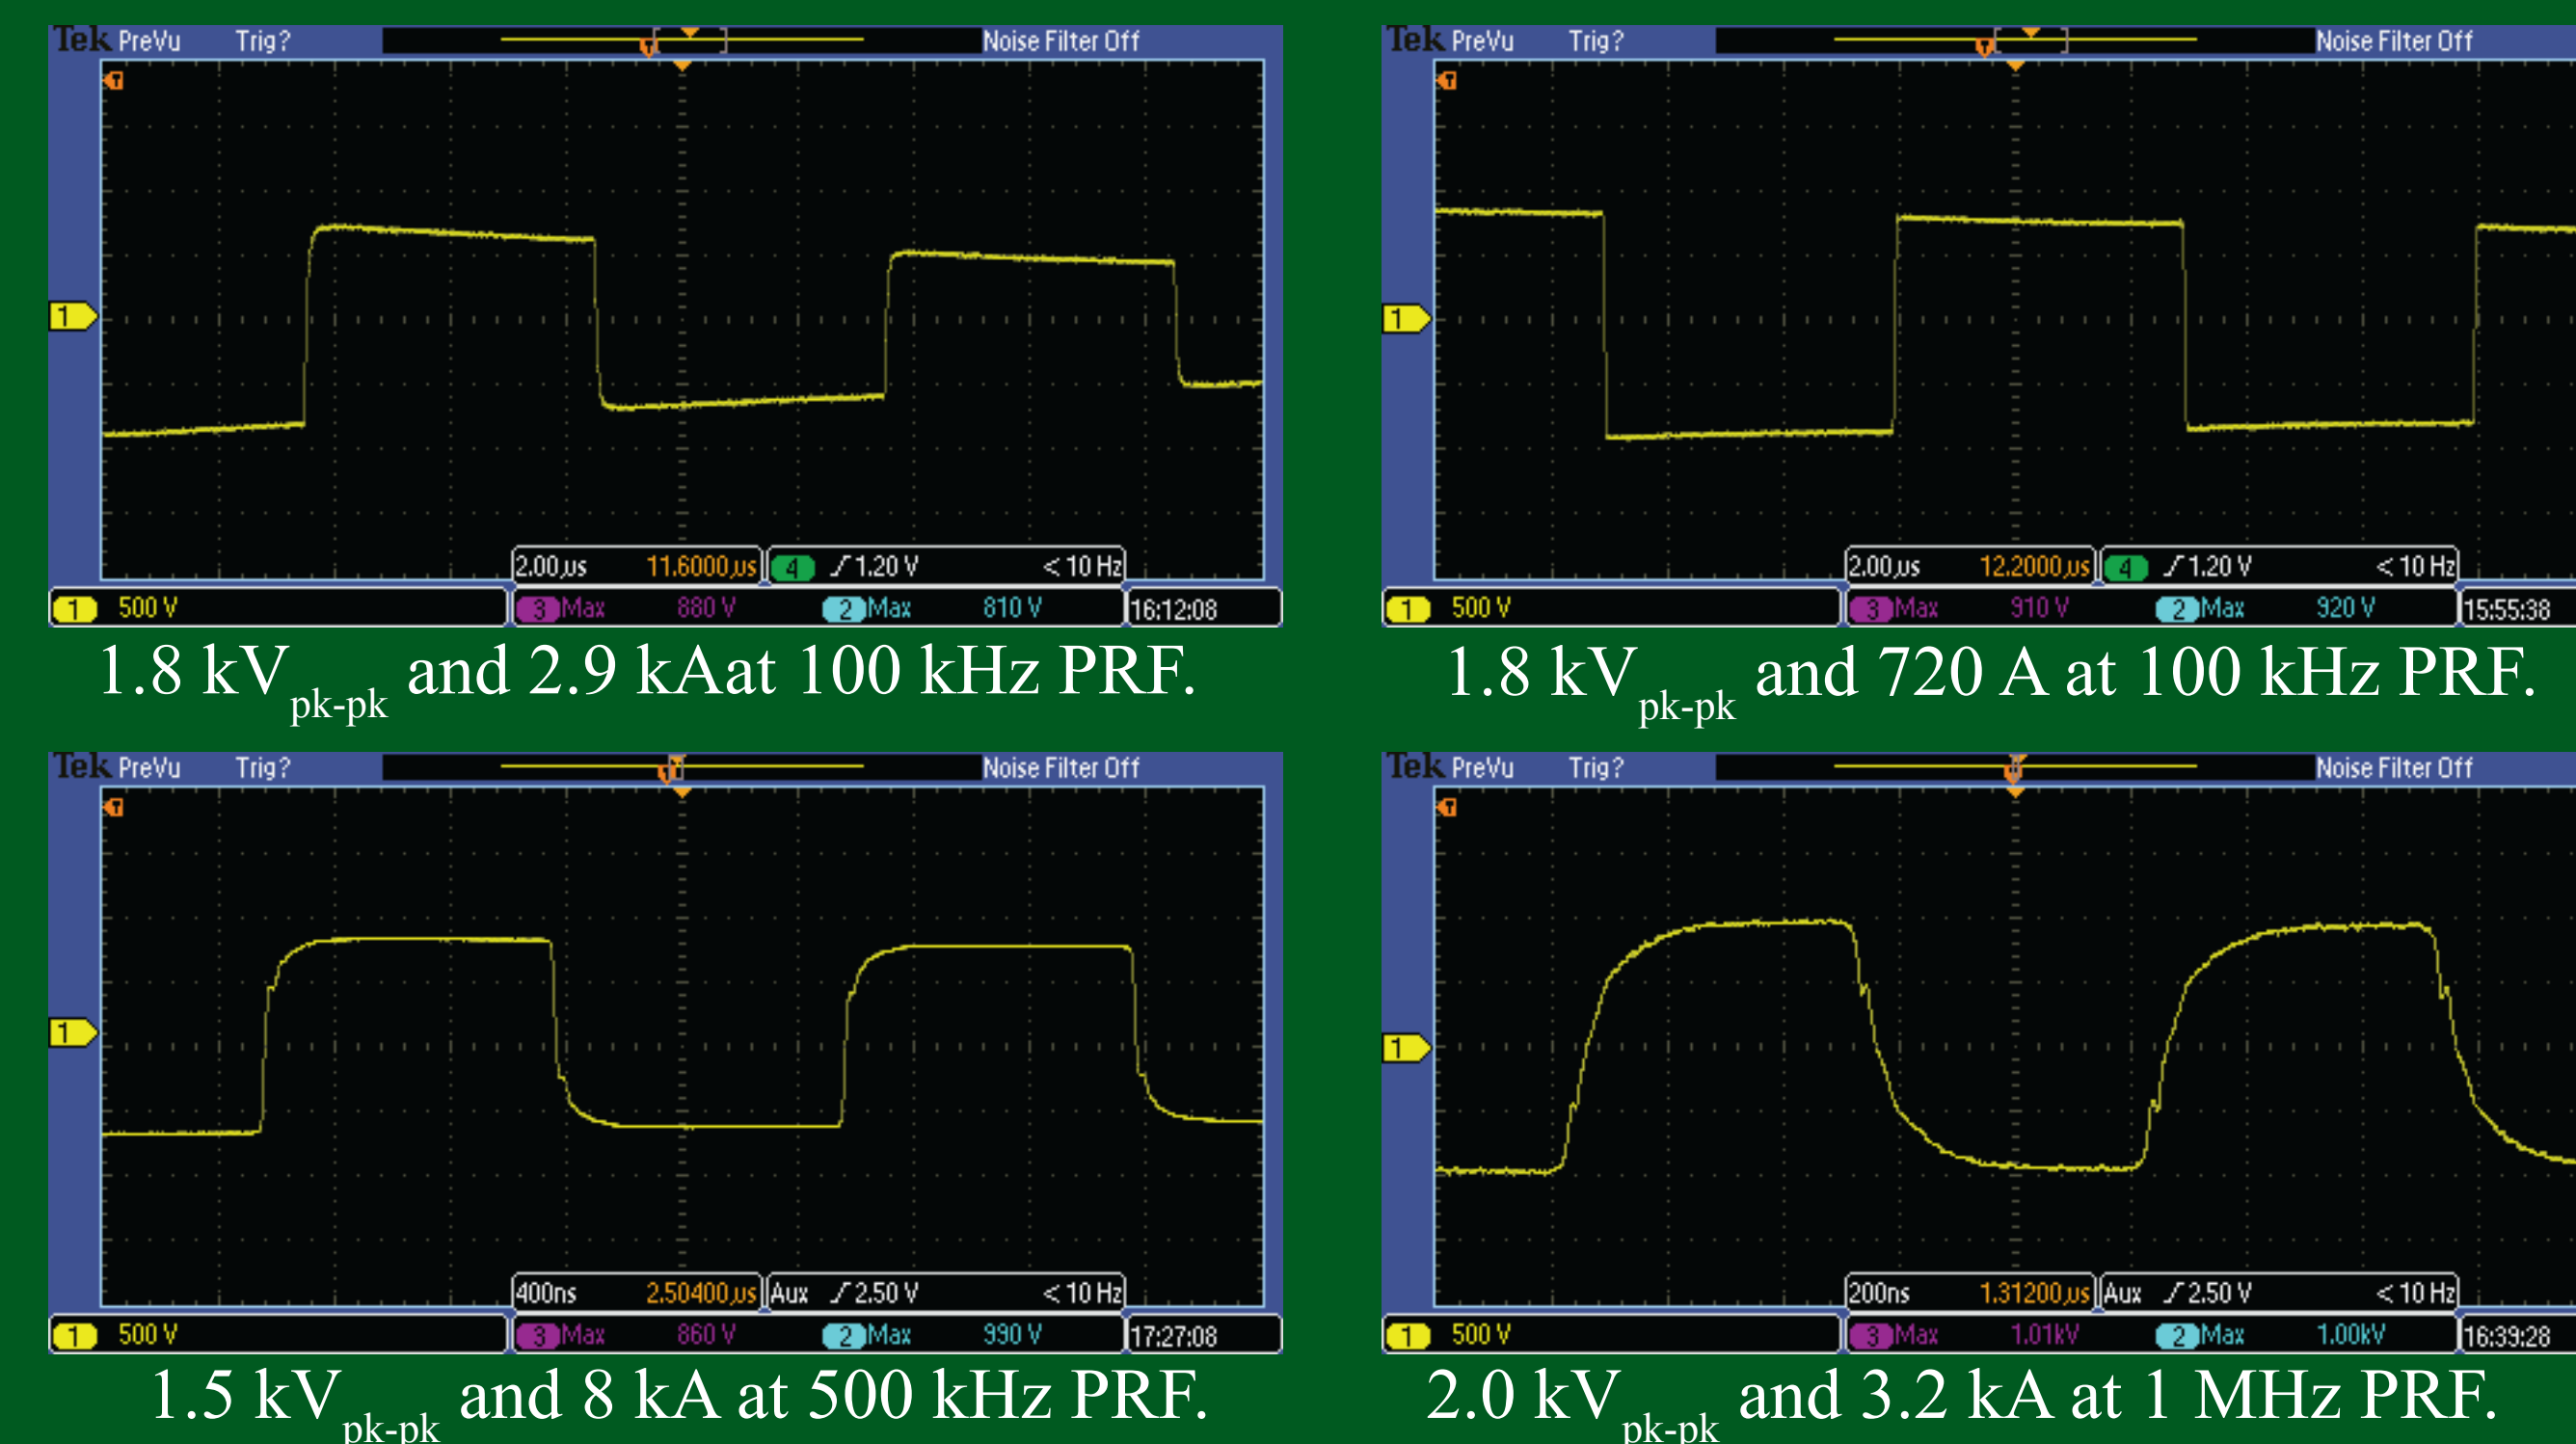 Tek PreVu Trig? Noise Filter Off
T
1
2.00µs 11.6000µs 4 1.20 V < 10 Hz
1 500 V 3 Max 880 V 2 Max 810 V 16:12:08
1.8 kVpk-pk and 2.9 kAat 100 kHz PRF.
Tek PreVu Trig? Noise Filter Off
T
1
2.00µs 12.2000µs 4 1.20 V < 10 Hz
1 500 V 3 Max 910 V 2 Max 920 V 15:55:38
1.8 kVpk-pk and 720 A at 100 kHz PRF.
Tek PreVu Trig? Noise Filter Off
T
1
400ns 2.50400µs Aux 2.50 V < 10 Hz
1 500 V 3 Max 860 V 2 Max 990 V 17:27:08
1.5 kVpk-pk and 8 kA at 500 kHz PRF.
Tek PreVu Trig? Noise Filter Off
T
1
200ns 1.31200µs Aux 2.50 V < 10 Hz
1 500 V 3 Max 1.01kV 2 Max 1.00kV 16:39:28
2.0 kVpk-pk and 3.2 kA at 1 MHz PRF.